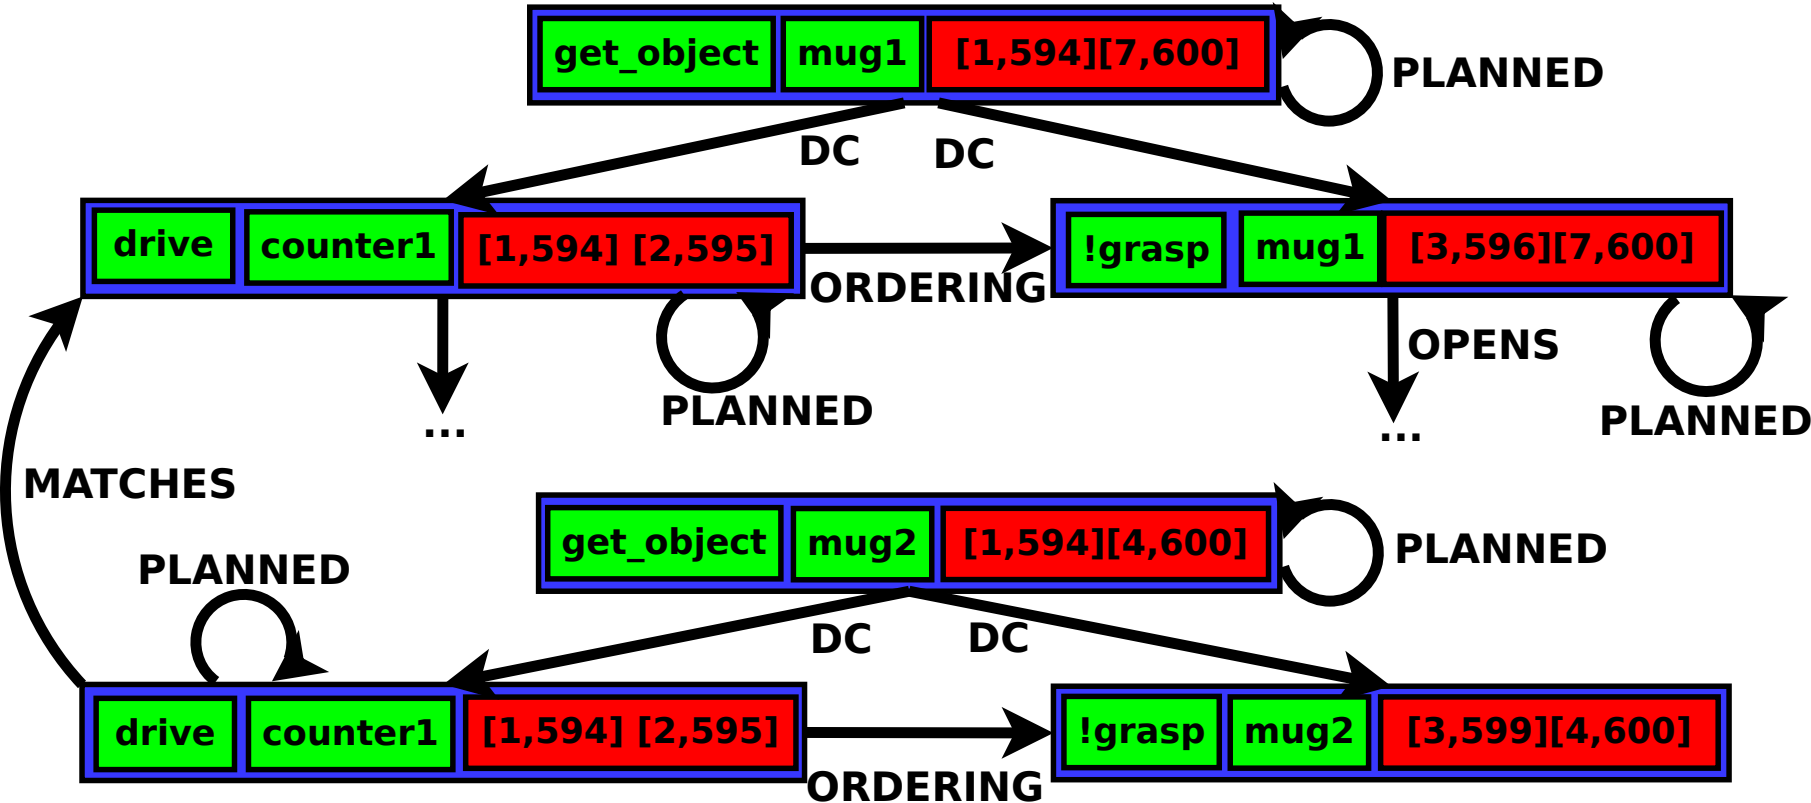 get_object mug1 [1,594][7,600]
PLANNED
DC DC
drive counter1 [1,594] [2,595]
ORDERING
!grasp mug1 [3,596][7,600]
PLANNED
...
OPENS
...
PLANNED
MATCHES
get_object mug2 [1,594][4,600]
PLANNED
PLANNED
DC DC
drive counter1 [1,594] [2,595]
ORDERING
!grasp mug2 [3,599][4,600]